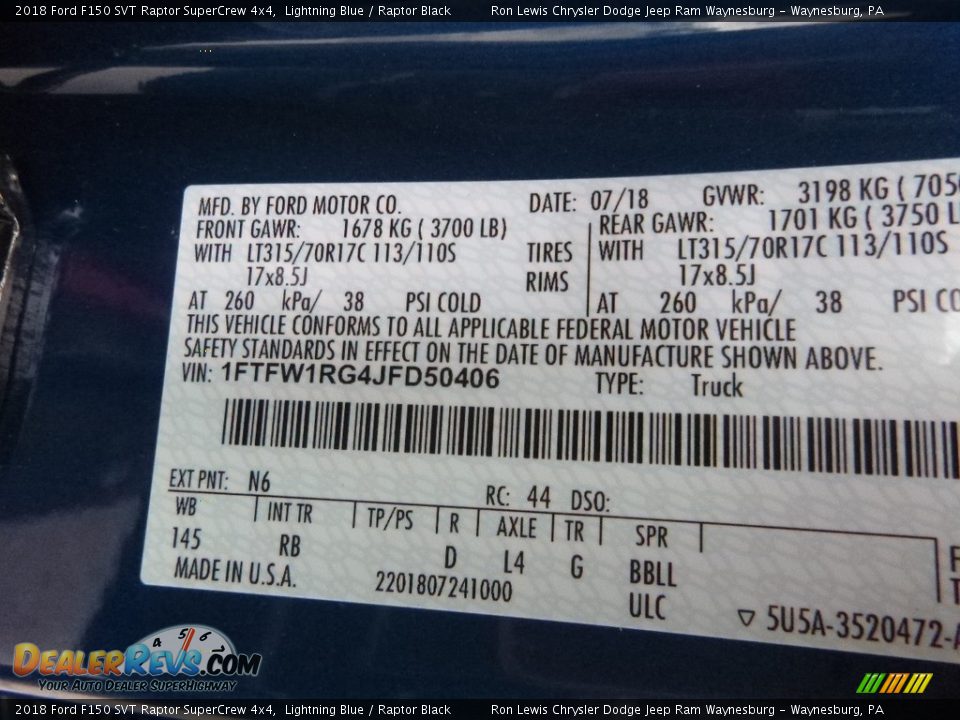 2018 Ford F150 SVT Raptor SuperCrew 4x4, Lightning Blue / Raptor Black Ron Lewis Chrysler Dodge Jeep Ram Waynesburg - Waynesburg, PA
MFD. BY FORD MOTOR CO. DATE: 07/18 GVWR: 3198 KG ( 7050
FRONT GAWR: 1678 KG ( 3700 LB) REAR GAWR: 1701 KG ( 3750 L
WITH LT315/70R17C 113/110S TIRES WITH LT315/70R17C 113/110S
17x8.5J RIMS 17x8.5J
AT 260 kPa/ 38 PSI COLD AT 260 kPa/ 38 PSI CO
THIS VEHICLE CONFORMS TO ALL APPLICABLE FEDERAL MOTOR VEHICLE
SAFETY STANDARDS IN EFFECT ON THE DATE OF MANUFACTURE SHOWN ABOVE.
VIN: 1FTFW1RG4JFD50406 TYPE: Truck
EXT PNT: N6 RC: 44 DSO:
WB INT TR TP/PS R AXLE TR SPR
145 RB D L4 G BBLL
MADE IN U.S.A. 2201807241000 ULC
5U5A-3520472-
4 5 6
DEALERREVS.COM
YOUR AUTO DEALER SUPERHIGHWAY
2018 Ford F150 SVT Raptor SuperCrew 4x4, Lightning Blue / Raptor Black Ron Lewis Chrysler Dodge Jeep Ram Waynesburg - Waynesburg, PA